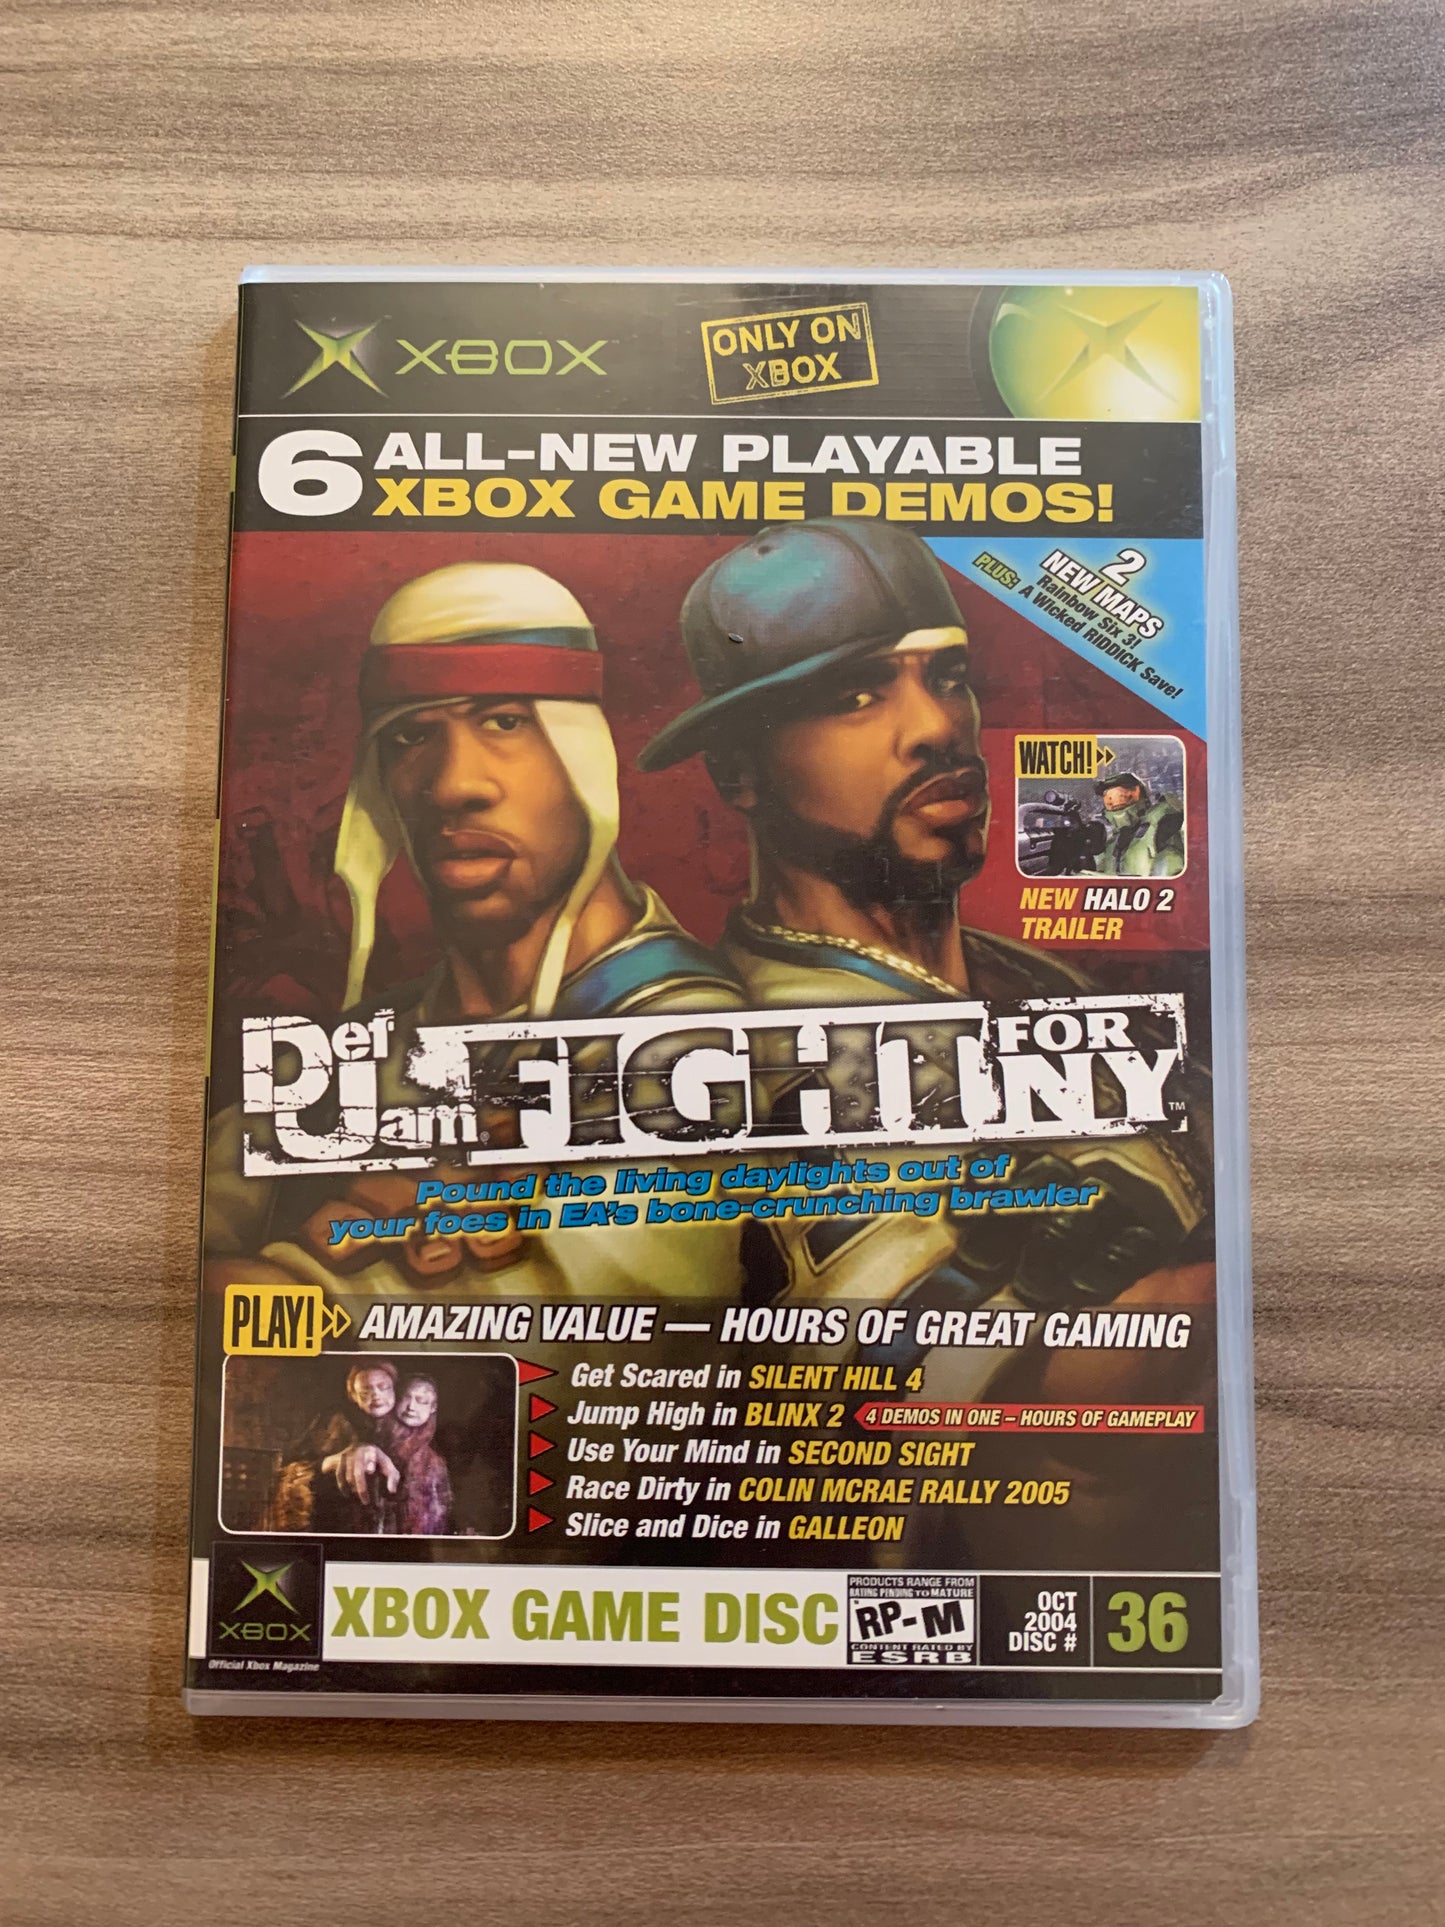 XBOX™
ONLY ON
XBOX
6 ALL-NEW PLAYABLE
XBOX GAME DEMOS!
2
NEW MAPS
Rainbow Six 3!
PLUS: A Wicked RIDDICK Save!
WATCH!
NEW HALO 2
TRAILER
Def Jam®
FIGHT
FOR
NY™
Pound the living daylights out of
your foes in EA's bone-crunching brawler
PLAY! AMAZING VALUE — HOURS OF GREAT GAMING
Get Scared in SILENT HILL 4
Jump High in BLINX 2 4 DEMOS IN ONE – HOURS OF GAMEPLAY
Use Your Mind in SECOND SIGHT
Race Dirty in COLIN MCRAE RALLY 2005
Slice and Dice in GALLEON
XBOX
Official Xbox Magazine
XBOX GAME DISC
PRODUCTS RANGE FROM
RATING PENDING TO MATURE
RP-M
CONTENT RATED BY
ESRB
OCT
2004
DISC #
36